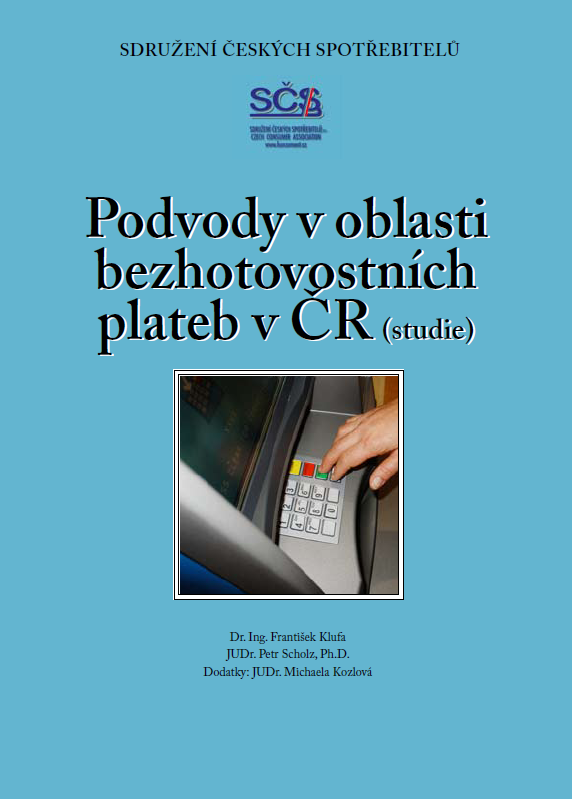 SDRUŽENÍ ČESKÝCH SPOTŘEBITELŮ
SČS
SDRUŽENÍ ČESKÝCH SPOTŘEBITELŮ
CZECH CONSUMER ASSOCIATION
www.konzument.cz
Podvody v oblasti
bezhotovostních
plateb v ČR (studie)
Dr. Ing. František Klufa
JUDr. Petr Scholz, Ph.D.
Dodatky: JUDr. Michaela Kozlová